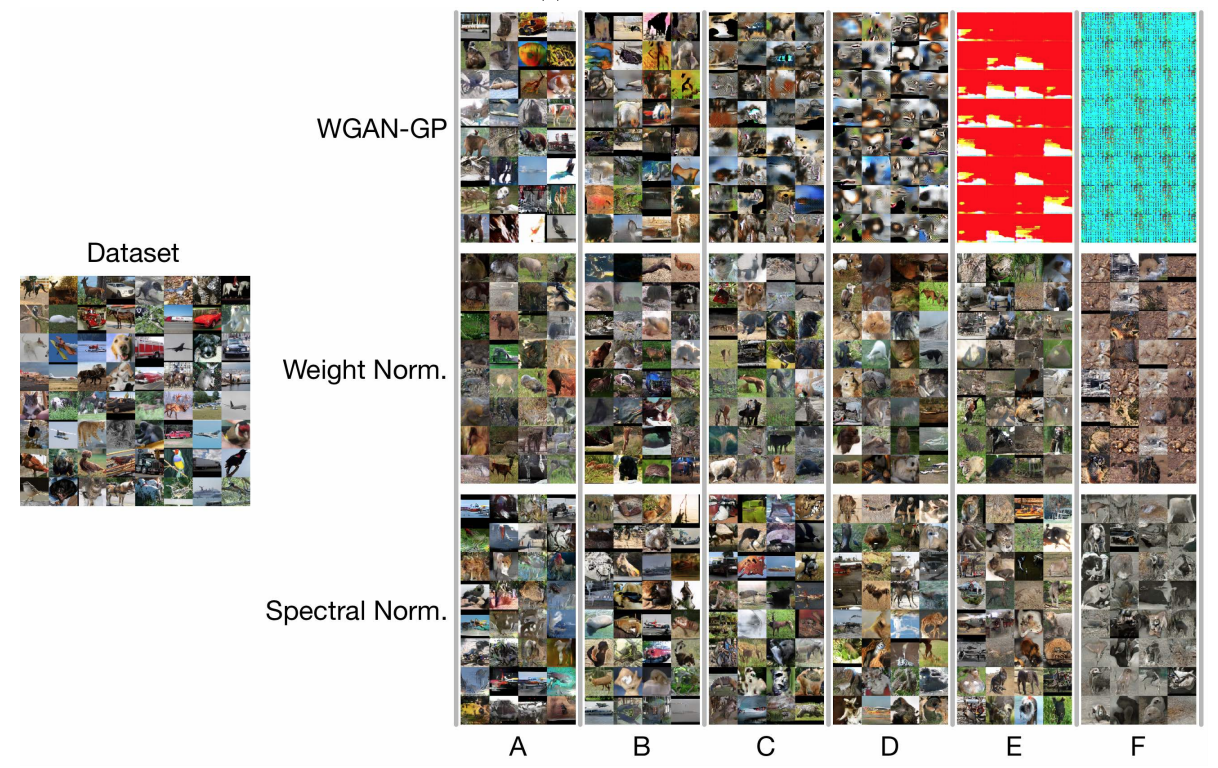 WGAN-GP
Dataset
Weight Norm.
Spectral Norm.
A B C D E F